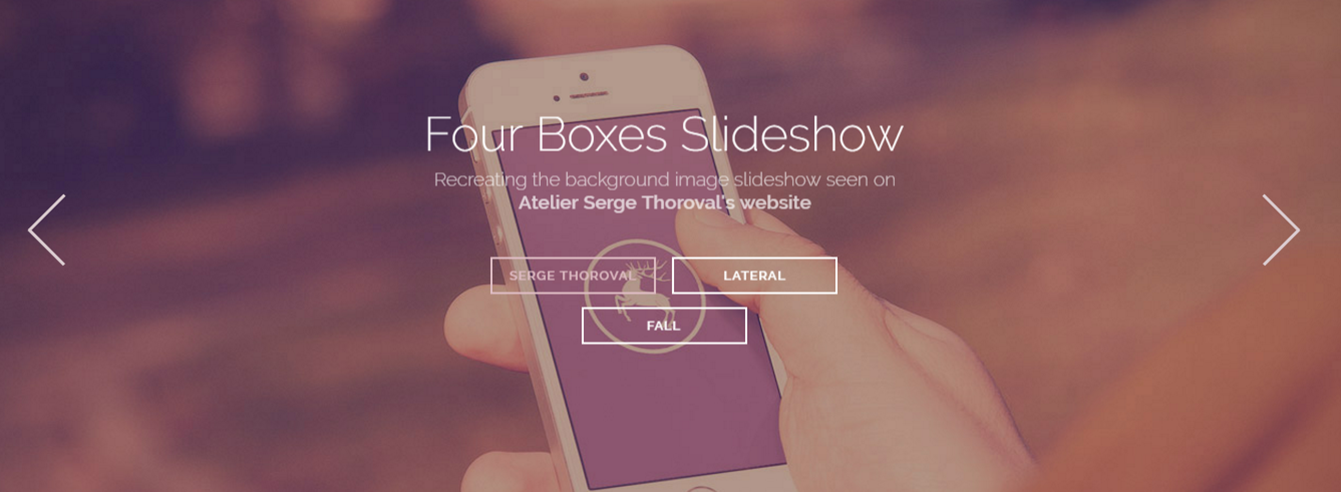 Four Boxes Slideshow
Recreating the background image slideshow seen on
Atelier Serge Thoroval's website
SERGE THOROVAL
LATERAL
FALL